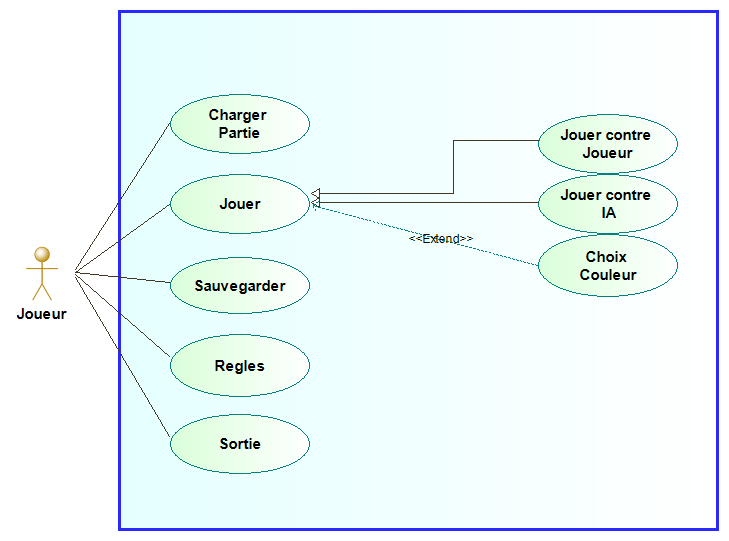 Charger
Partie
Jouer
Sauvegarder
Regles
Sortie
Joueur
<<Extend>>
Jouer contre
Joueur
Jouer contre
IA
Choix
Couleur